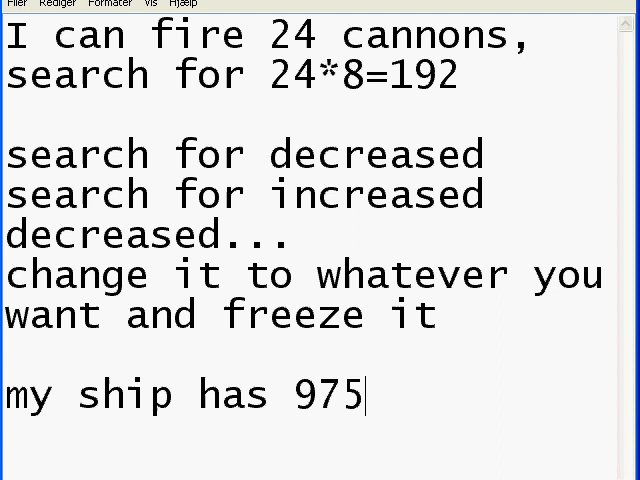 Filer Rediger Formater Vis Hjælp
I can fire 24 cannons,
search for 24*8=192
search for decreased
search for increased
decreased...
change it to whatever you
want and freeze it
my ship has 975